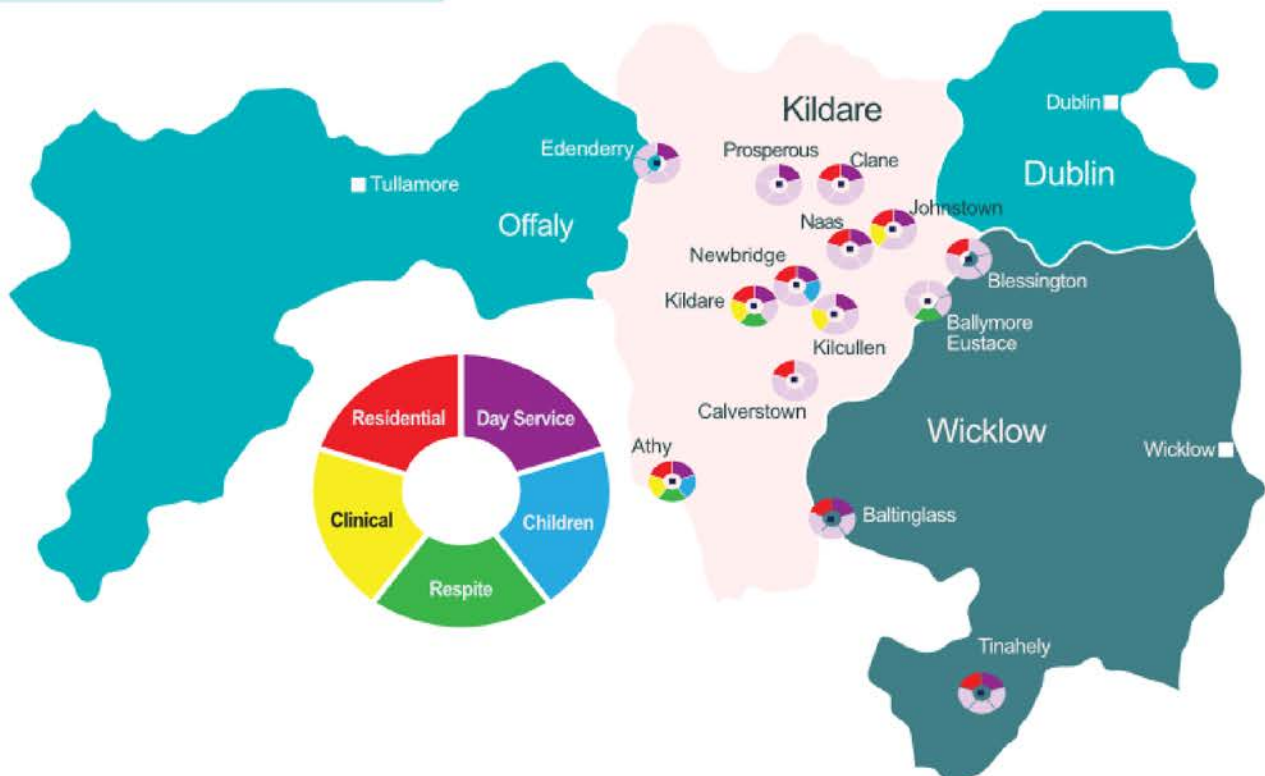 Kildare
Dublin
Edenderry
Prosperous
Clane
Tullamore
Dublin
Offaly
Naas
Johnstown
Newbridge
Blessington
Kildare
Ballymore
Eustace
Kilcullen
Residential
Day Service
Calverstown
Wicklow
Athy
Wicklow
Clinical
Children
Baltinglass
Respite
Tinahely